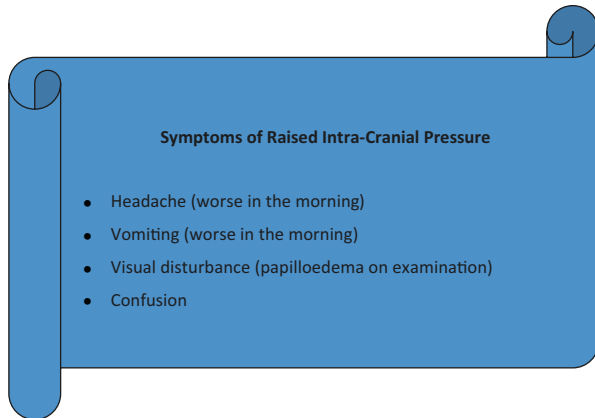 Symptoms of Raised Intra-Cranial Pressure
• Headache (worse in the morning)
• Vomiting (worse in the morning)
• Visual disturbance (papilloedema on examination)
• Confusion